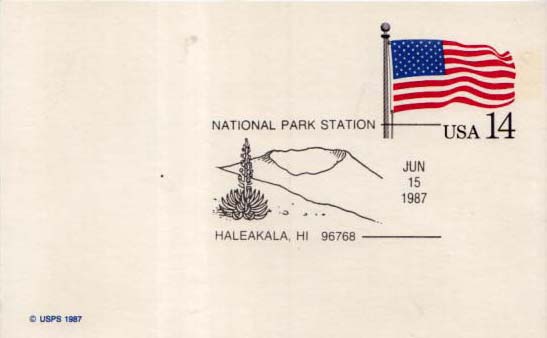 USA 14
NATIONAL PARK STATION
JUN
15
1987
HALEAKALA, HI 96768
© USPS 1987